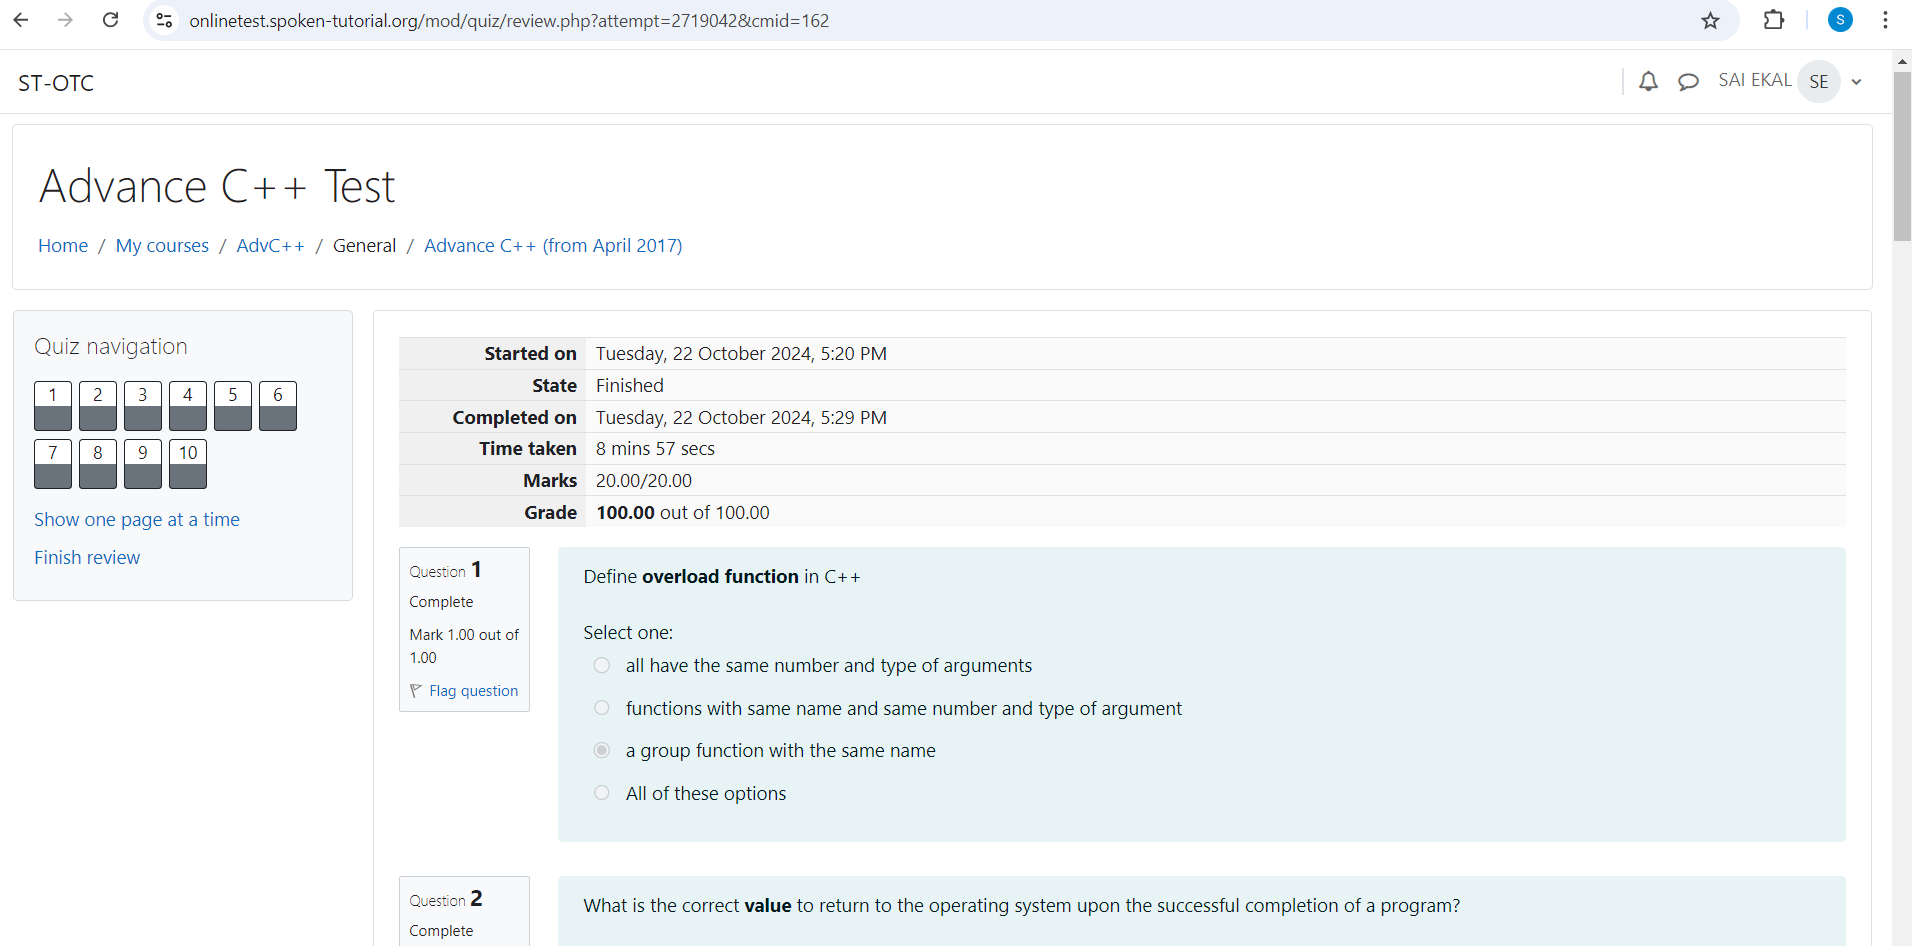 onlinetest.spoken-tutorial.org/mod/quiz/review.php?attempt=2719042&cmid=162
S
ST-OTC
SAI EKAL
SE
Advance C++ Test
Home / My courses / AdvC++ / General / Advance C++ (from April 2017)
Quiz navigation
1 2 3 4 5 6
7 8 9 10
Show one page at a time
Finish review
Started on Tuesday, 22 October 2024, 5:20 PM
State Finished
Completed on Tuesday, 22 October 2024, 5:29 PM
Time taken 8 mins 57 secs
Marks 20.00/20.00
Grade 100.00 out of 100.00
Question 1
Complete
Mark 1.00 out of
1.00
Flag question
Define overload function in C++
Select one:
all have the same number and type of arguments
functions with same name and same number and type of argument
a group function with the same name
All of these options
Question 2
Complete
What is the correct value to return to the operating system upon the successful completion of a program?